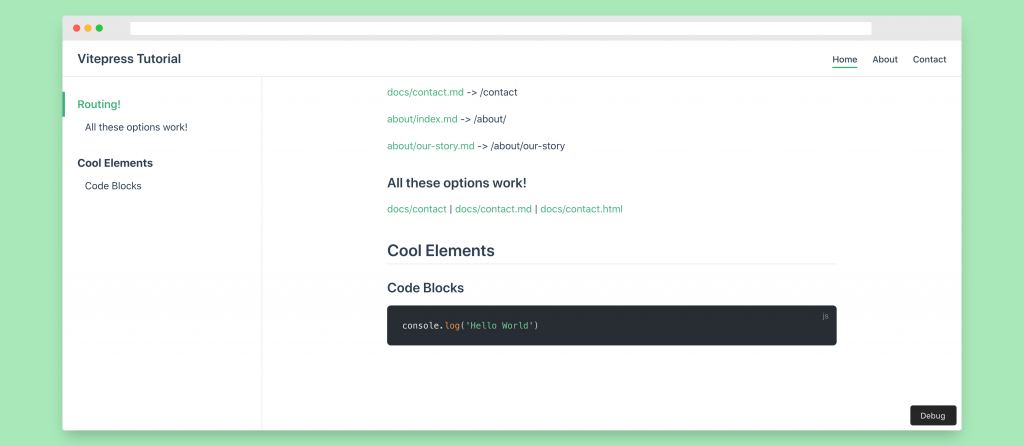 Vitepress Tutorial
Home About Contact
Routing!
All these options work!
Cool Elements
Code Blocks
docs/contact.md -> /contact
about/index.md -> /about/
about/our-story.md -> /about/our-story
All these options work!
docs/contact | docs/contact.md | docs/contact.html
Cool Elements
Code Blocks
js
console.log('Hello World')
Debug